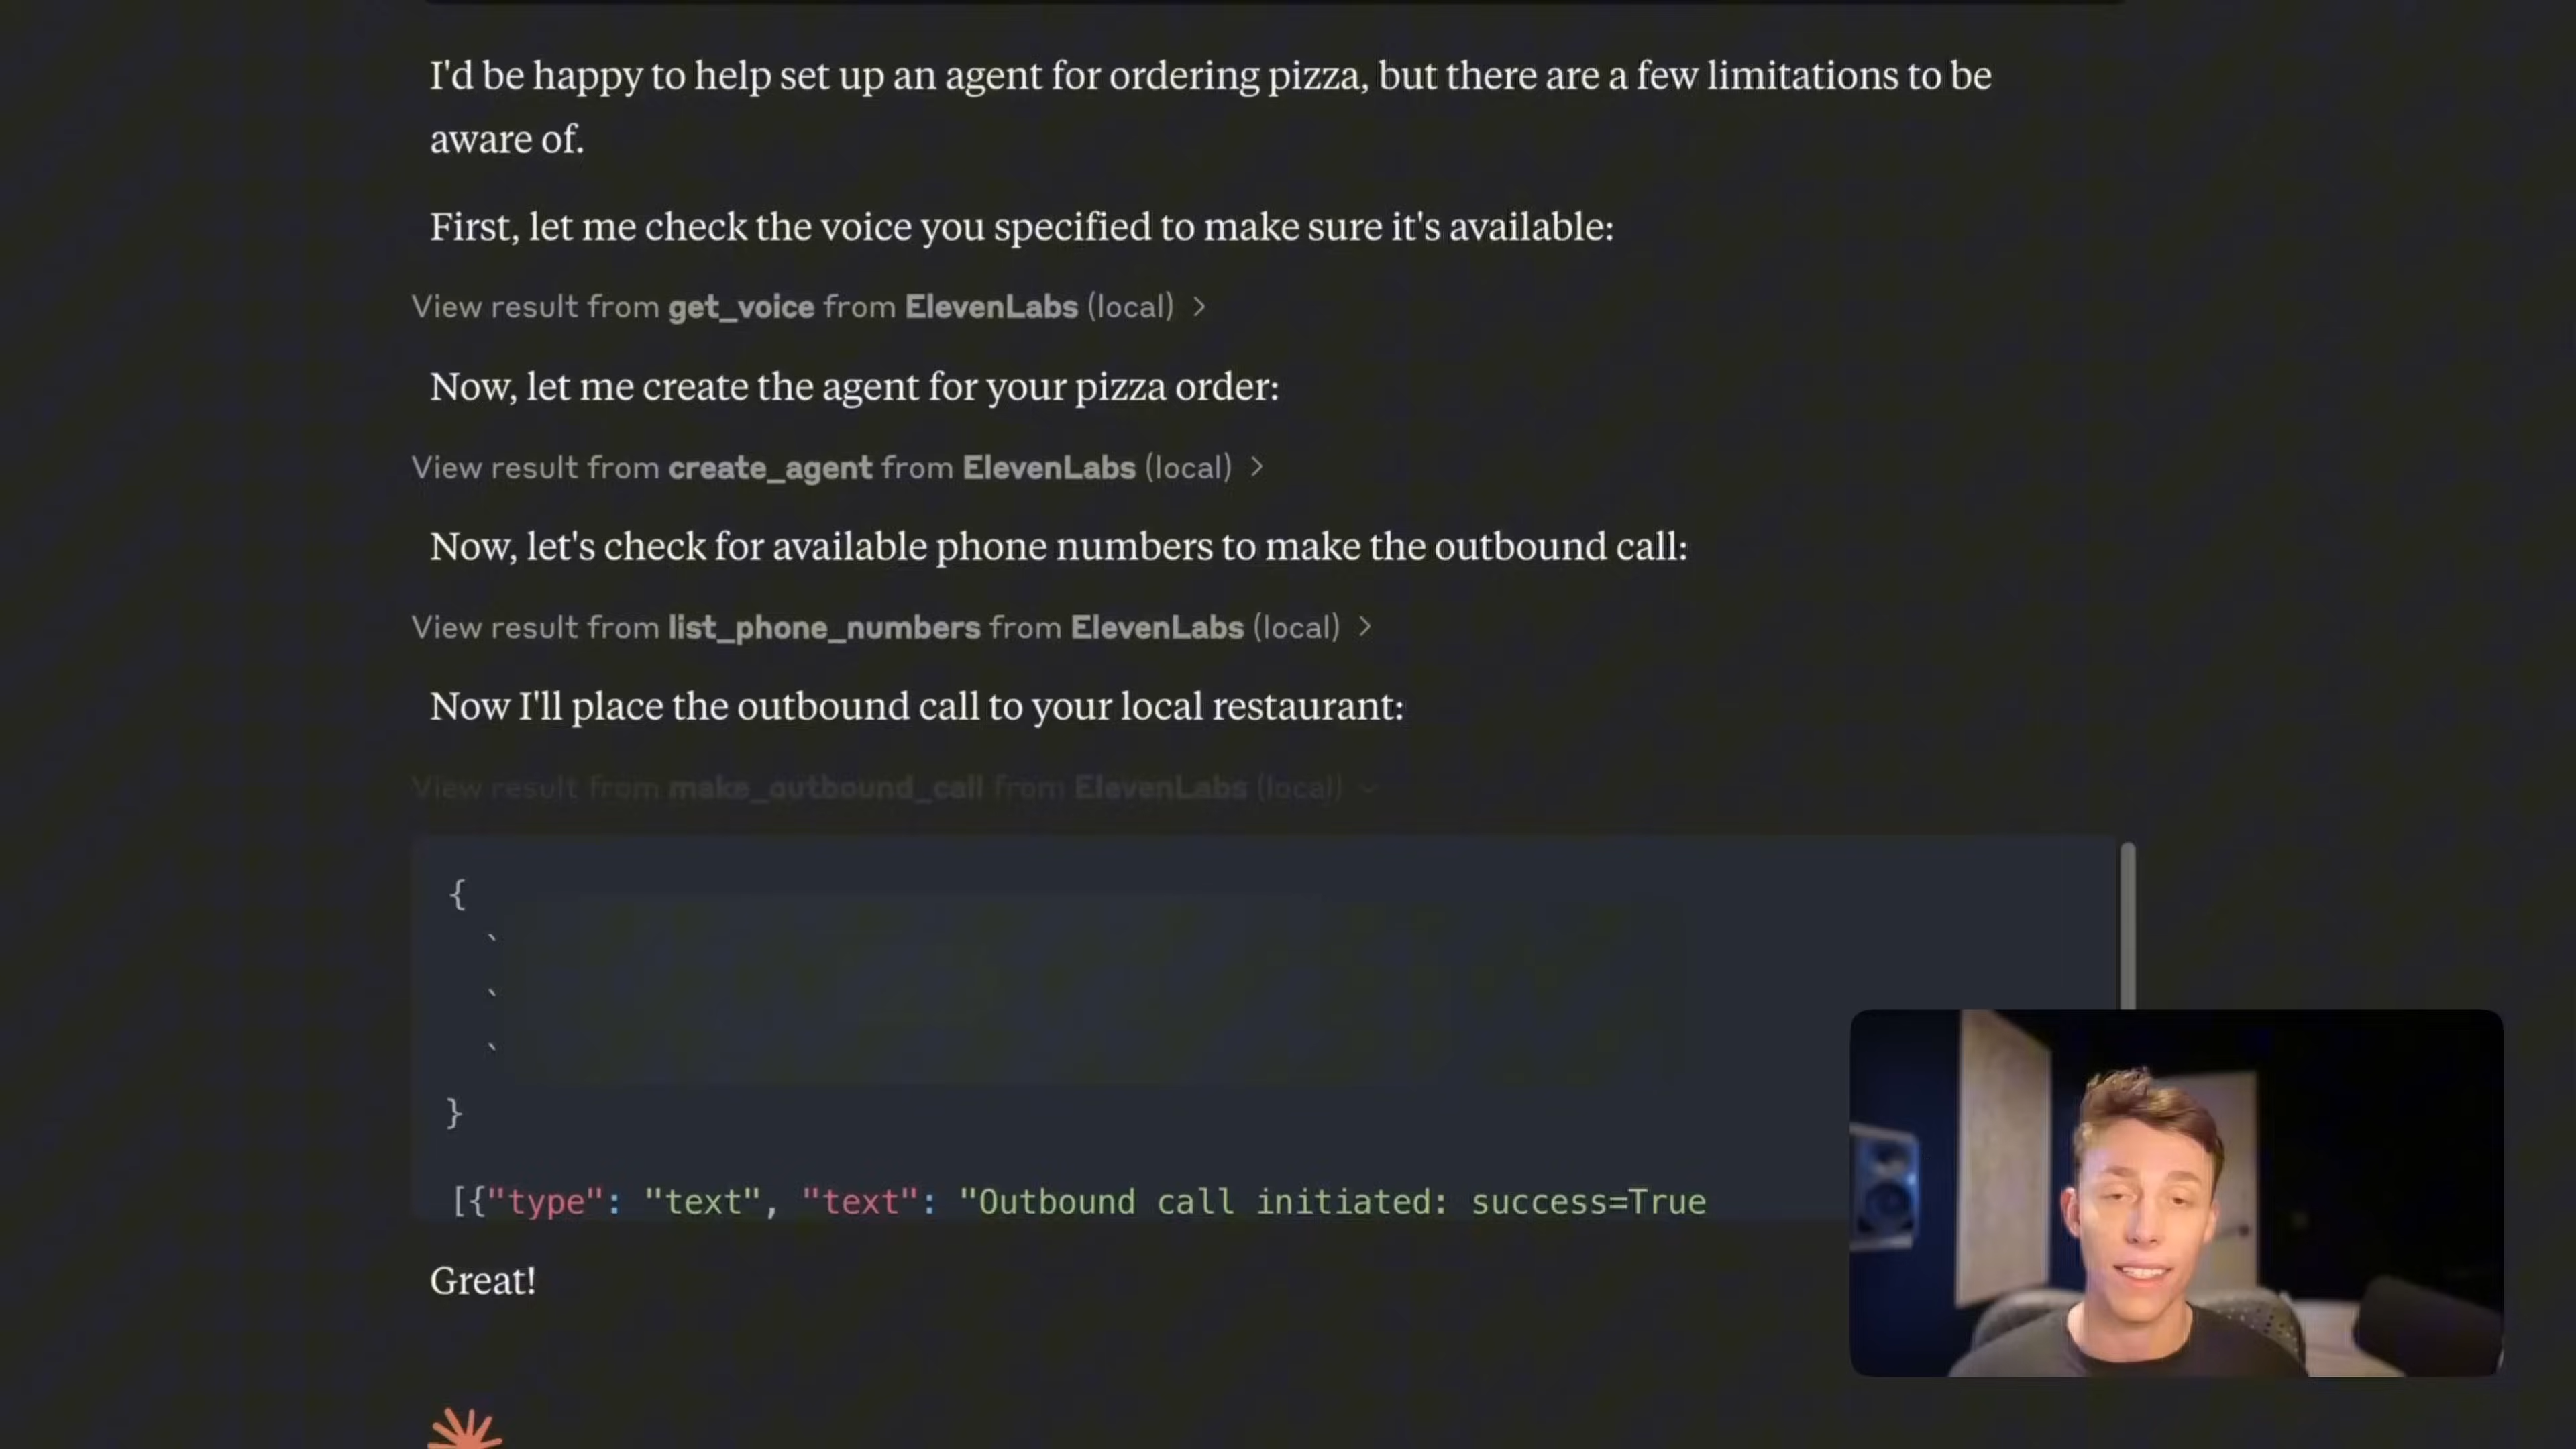 I'd be happy to help set up an agent for ordering pizza, but there are a few limitations to be
aware of.
First, let me check the voice you specified to make sure it's available:
View result from get_voice from ElevenLabs (local)
Now, let me create the agent for your pizza order:
View result from create_agent from ElevenLabs (local)
Now, let's check for available phone numbers to make the outbound call:
View result from list_phone_numbers from ElevenLabs (local)
Now I'll place the outbound call to your local restaurant:
View result from make_outbound_call from ElevenLabs (local)
{
`
`
`
}
[{"type": "text", "text": "Outbound call initiated: success=True
Great!